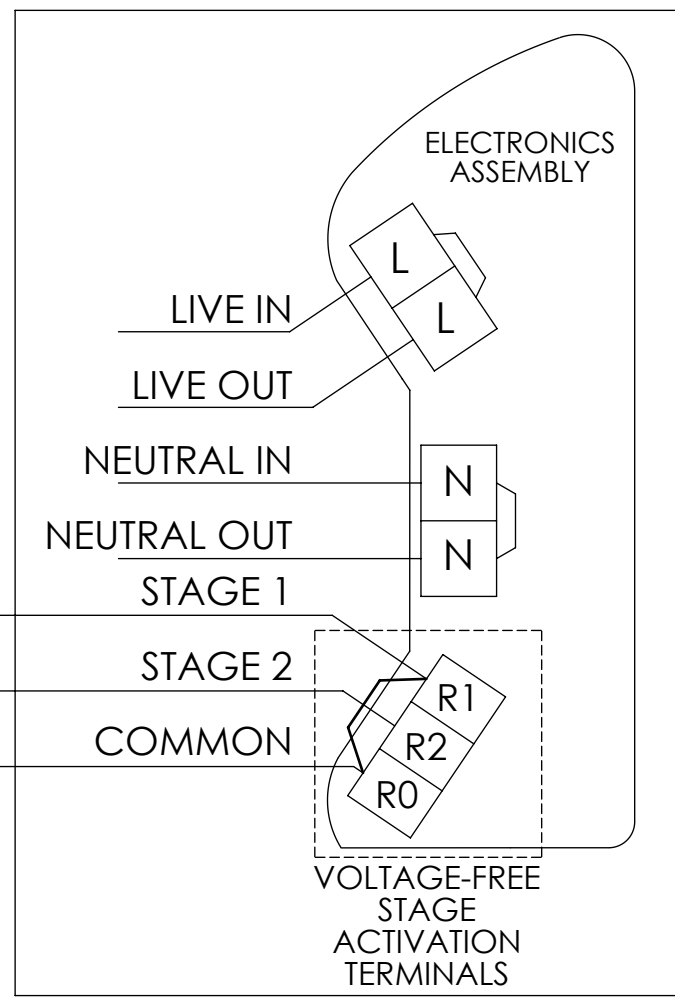 ELECTRONICS
ASSEMBLY
L
LIVE IN
L
LIVE OUT
NEUTRAL IN
N
NEUTRAL OUT
N
STAGE 1
STAGE 2
R1
COMMON
R2
R0
VOLTAGE-FREE
STAGE
ACTIVATION
TERMINALS